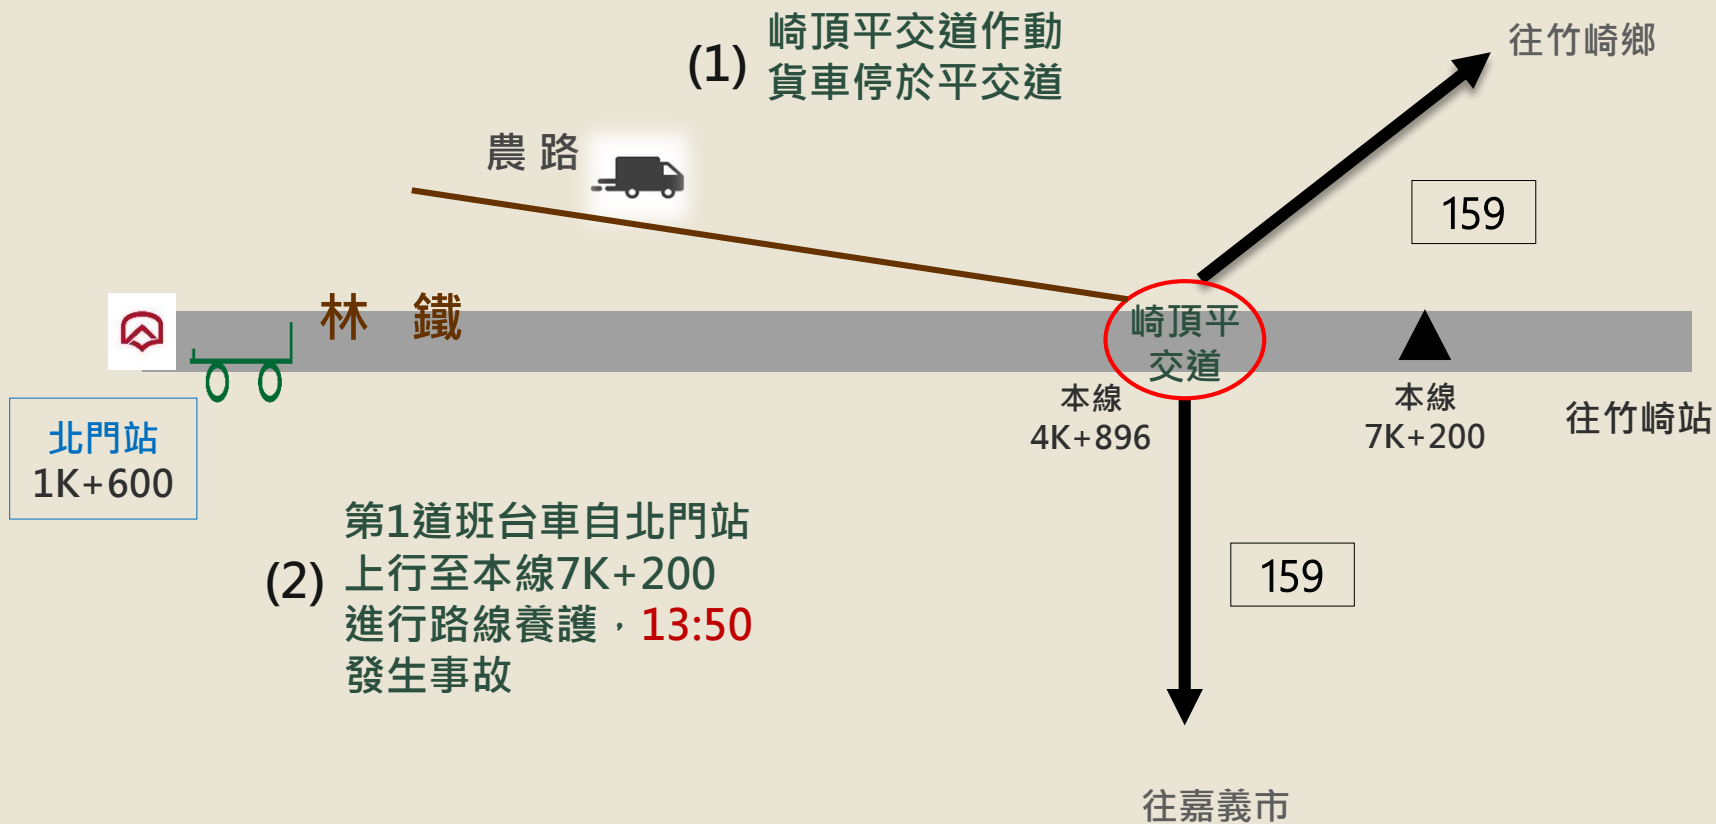 (1)
崎頂平交道作動
貨車停於平交道
往竹崎鄉
農路
159
林 鐵
崎頂平
交道
北門站
1K+600
本線
4K+896
本線
7K+200
往竹崎站
(2)
第1道班台車自北門站
上行至本線7K+200
進行路線養護，13:50
發生事故
159
往嘉義市